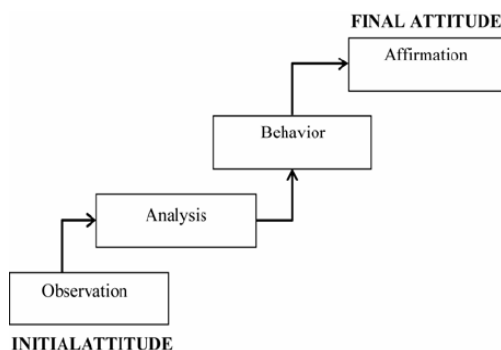 FINAL ATTITUDE
Affirmation
Behavior
Analysis
Observation
INITIALATTITUDE